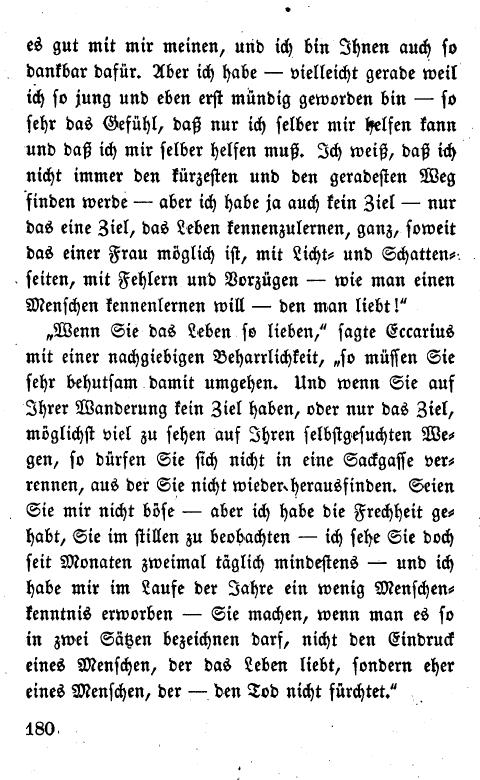 es gut mit mir meinen, und ich bin Ihnen auch so
dankbar dafür. Aber ich habe — vielleicht gerade weil
ich so jung und eben erst mündig geworden bin — so
sehr das Gefühl, daß nur ich selber mir helfen kann
und daß ich mir selber helfen muß. Ich weiß, daß ich
nicht immer den kürzesten und den geradesten Weg
finden werde — aber ich habe ja auch kein Ziel — nur
das eine Ziel, das Leben kennenzulernen, ganz, soweit
das einer Frau möglich ist, mit Licht- und Schatten-
seiten, mit Fehlern und Vorzügen — wie man einen
Menschen kennenlernen will — den man liebt!"
„Wenn Sie das Leben so lieben," sagte Eccarius
mit einer nachgiebigen Beharrlichkeit, „so müssen Sie
sehr behutsam damit umgehen. Und wenn Sie auf
Ihrer Wanderung kein Ziel haben, oder nur das Ziel,
möglichst viel zu sehen auf Ihren selbstgesuchten We-
gen, so dürfen Sie sich nicht in eine Sackgasse ver-
rennen, aus der Sie nicht wieder herausfinden. Seien
Sie mir nicht böse — aber ich habe die Frechheit ge-
habt, Sie im stillen zu beobachten — ich sehe Sie doch
seit Monaten zweimal täglich mindestens — und ich
habe mir im Laufe der Jahre ein wenig Menschen-
kenntnis erworben — Sie machen, wenn man es so
in zwei Sätzen bezeichnen darf, nicht den Eindruck
eines Menschen, der das Leben liebt, sondern eher
eines Menschen, der — den Tod nicht fürchtet."
180